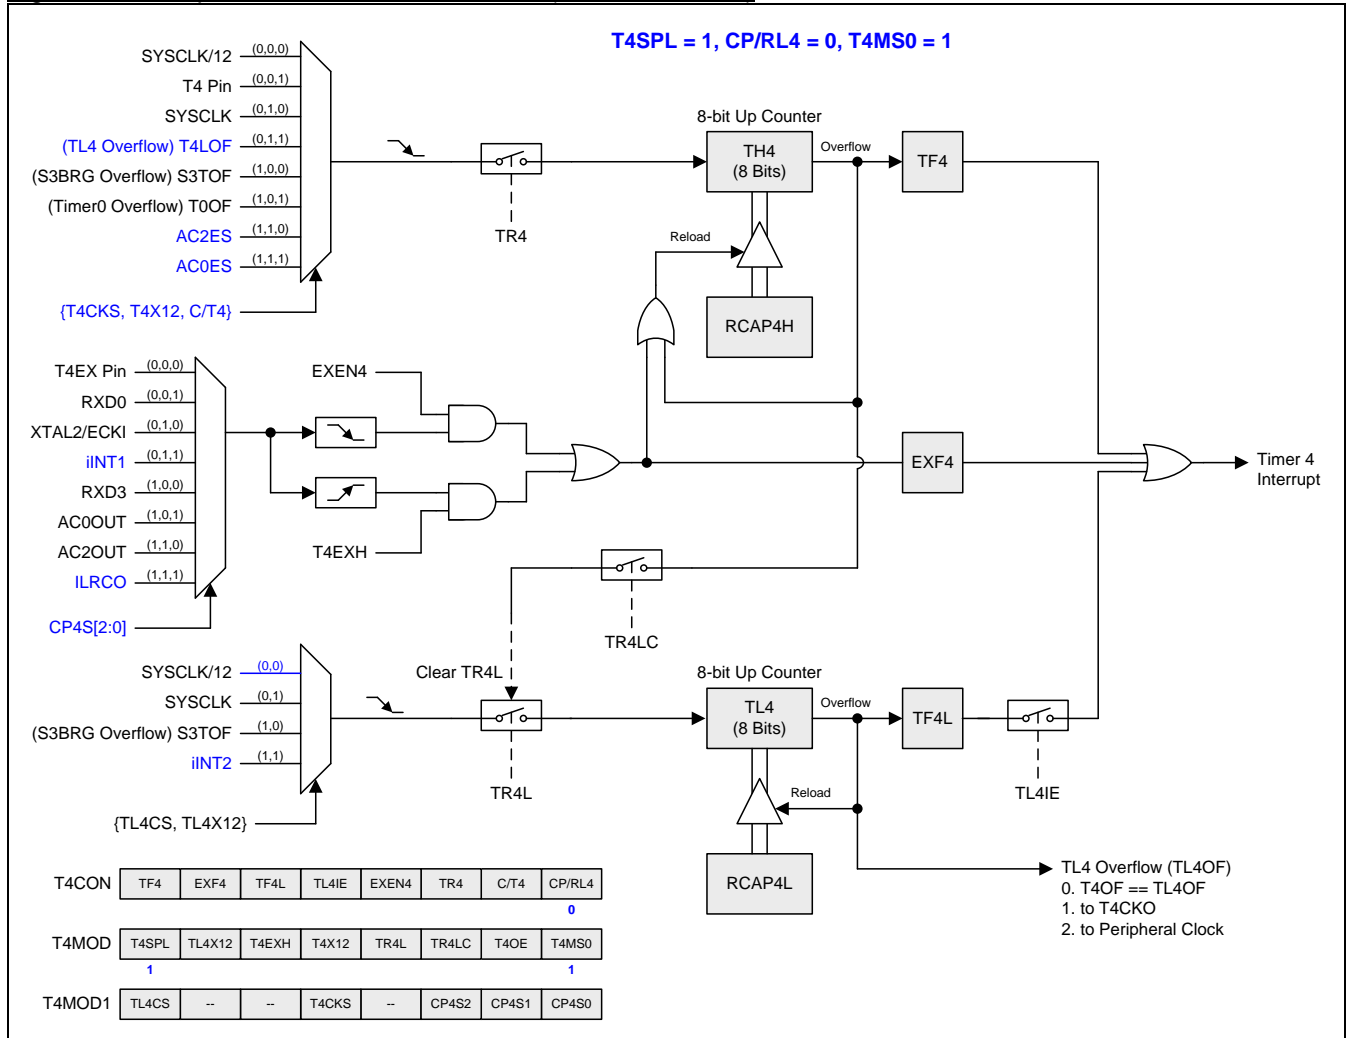 T4SPL = 1, CP/RL4 = 0, T4MS0 = 1
SYSCLK/12 (0,0,0)
T4 Pin (0,0,1)
SYSCLK (0,1,0)
(TL4 Overflow) T4LOF (0,1,1)
(S3BRG Overflow) S3TOF (1,0,0)
(Timer0 Overflow) T0OF (1,0,1)
AC2ES (1,1,0)
AC0ES (1,1,1)
{T4CKS, T4X12, C/T4}
TR4
8-bit Up Counter
TH4
(8 Bits)
Overflow
TF4
Reload
RCAP4H
T4EX Pin (0,0,0)
RXD0 (0,0,1)
XTAL2/ECKI (0,1,0)
iINT1 (0,1,1)
RXD3 (1,0,0)
AC0OUT (1,0,1)
AC2OUT (1,1,0)
ILRCO (1,1,1)
CP4S[2:0]
EXEN4
T4EXH
EXF4
Timer 4
Interrupt
TR4LC
Clear TR4L
SYSCLK/12 (0,0)
SYSCLK (0,1)
(S3BRG Overflow) S3TOF (1,0)
iINT2 (1,1)
{TL4CS, TL4X12}
TR4L
8-bit Up Counter
TL4
(8 Bits)
Overflow
TF4L
TL4IE
Reload
RCAP4L
TL4 Overflow (TL4OF)
0. T4OF == TL4OF
1. to T4CKO
2. to Peripheral Clock
T4CON TF4 EXF4 TF4L TL4IE EXEN4 TR4 C/T4 CP/RL4
0
T4MOD T4SPL TL4X12 T4EXH T4X12 TR4L TR4LC T4OE T4MS0
1 1
T4MOD1 TL4CS -- -- T4CKS -- CP4S2 CP4S1 CP4S0